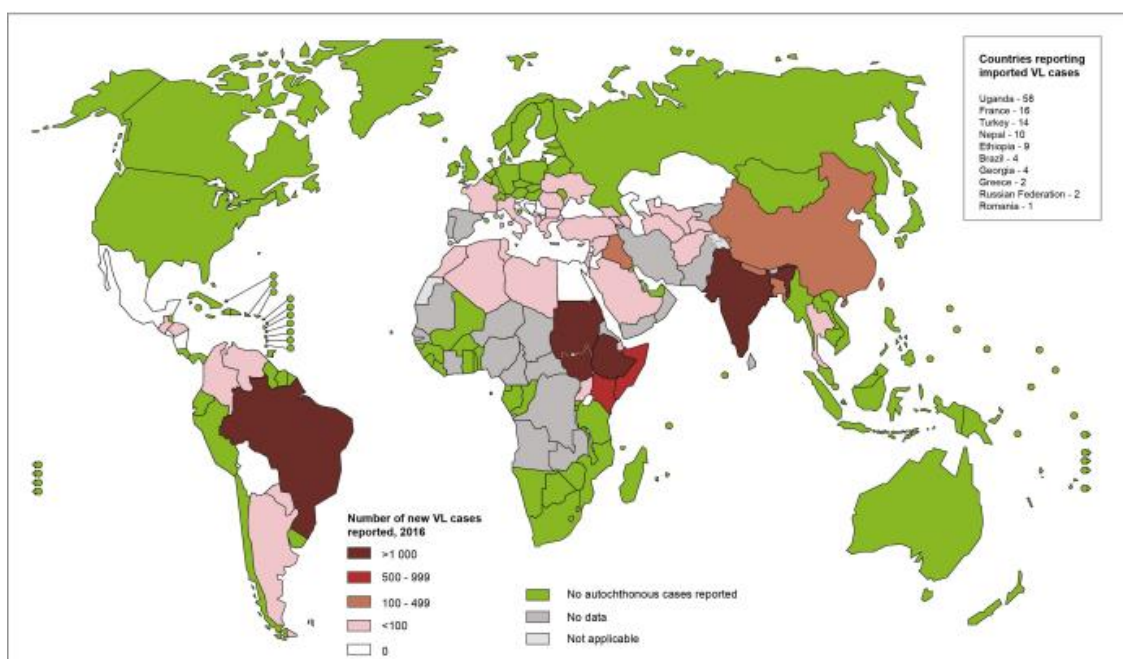 Countries reporting
imported VL cases
Uganda - 58
France - 16
Turkey - 14
Nepal - 10
Ethiopia - 9
Brazil - 4
Georgia - 4
Greece - 2
Russian Federation - 2
Romania - 1
Number of new VL cases
reported, 2016
>1 000
500 - 999
100 - 499
<100
0
No autochthonous cases reported
No data
Not applicable